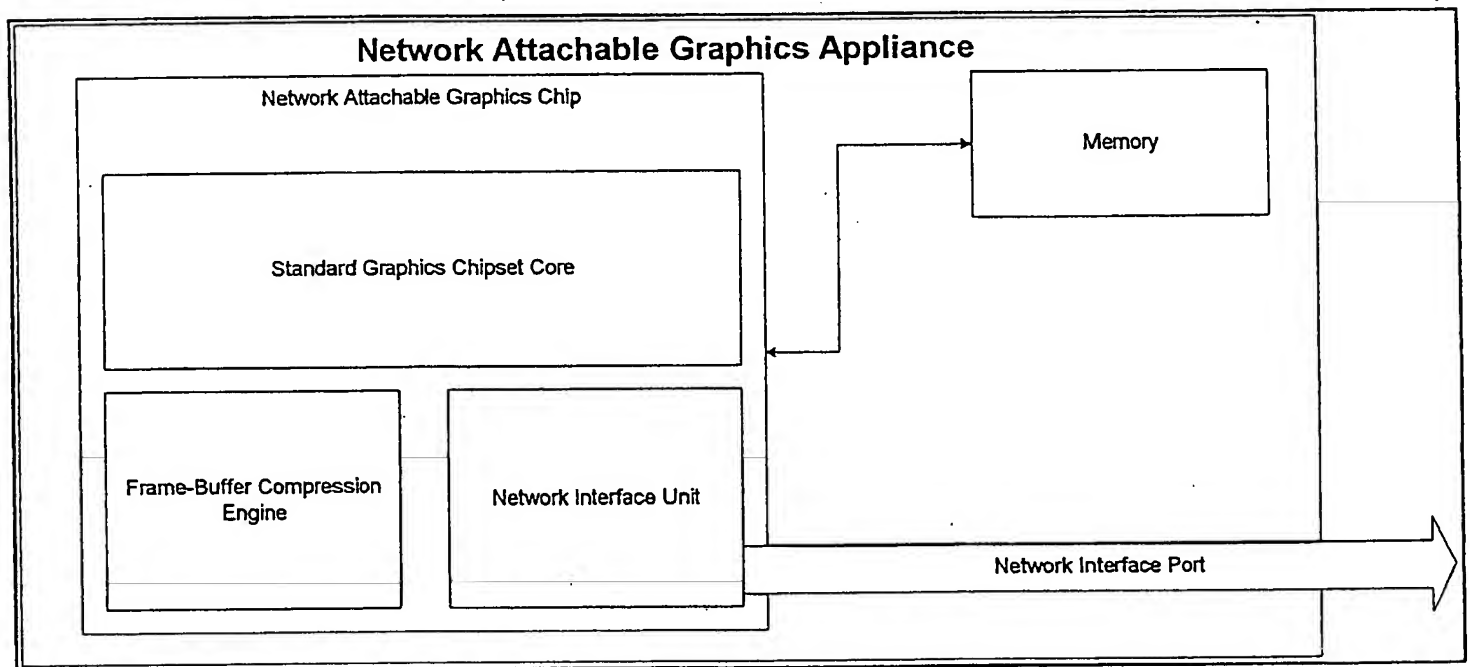 Network Attachable Graphics Appliance
Network Attachable Graphics Chip
Memory
Standard Graphics Chipset Core
Frame-Buffer Compression
Engine
Network Interface Unit
Network Interface Port